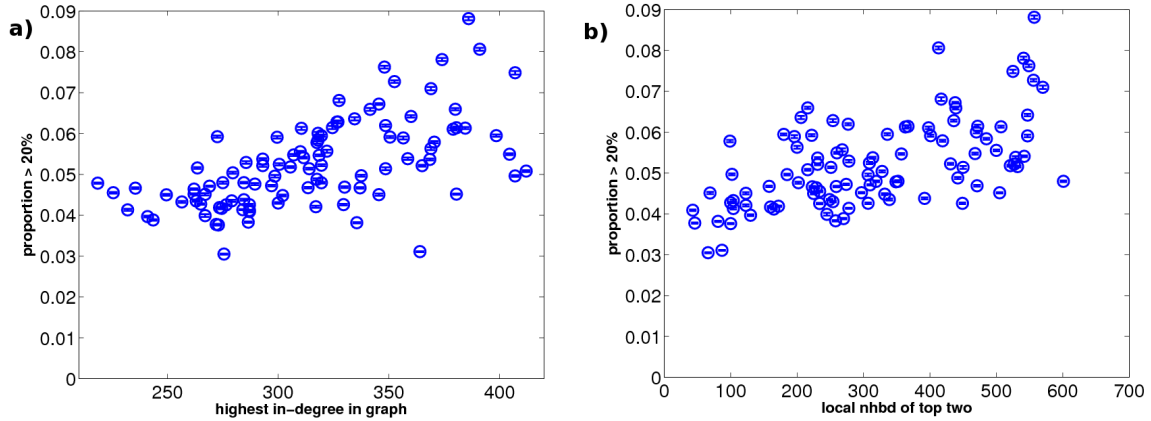 a)
proportion > 20%
0.09
0.08
0.07
0.06
0.05
0.04
0.03
0.02
0.01
0
250 300 350 400
highest in-degree in graph
b)
proportion > 20%
0.09
0.08
0.07
0.06
0.05
0.04
0.03
0.02
0.01
0
0 100 200 300 400 500 600 700
local nhbd of top two